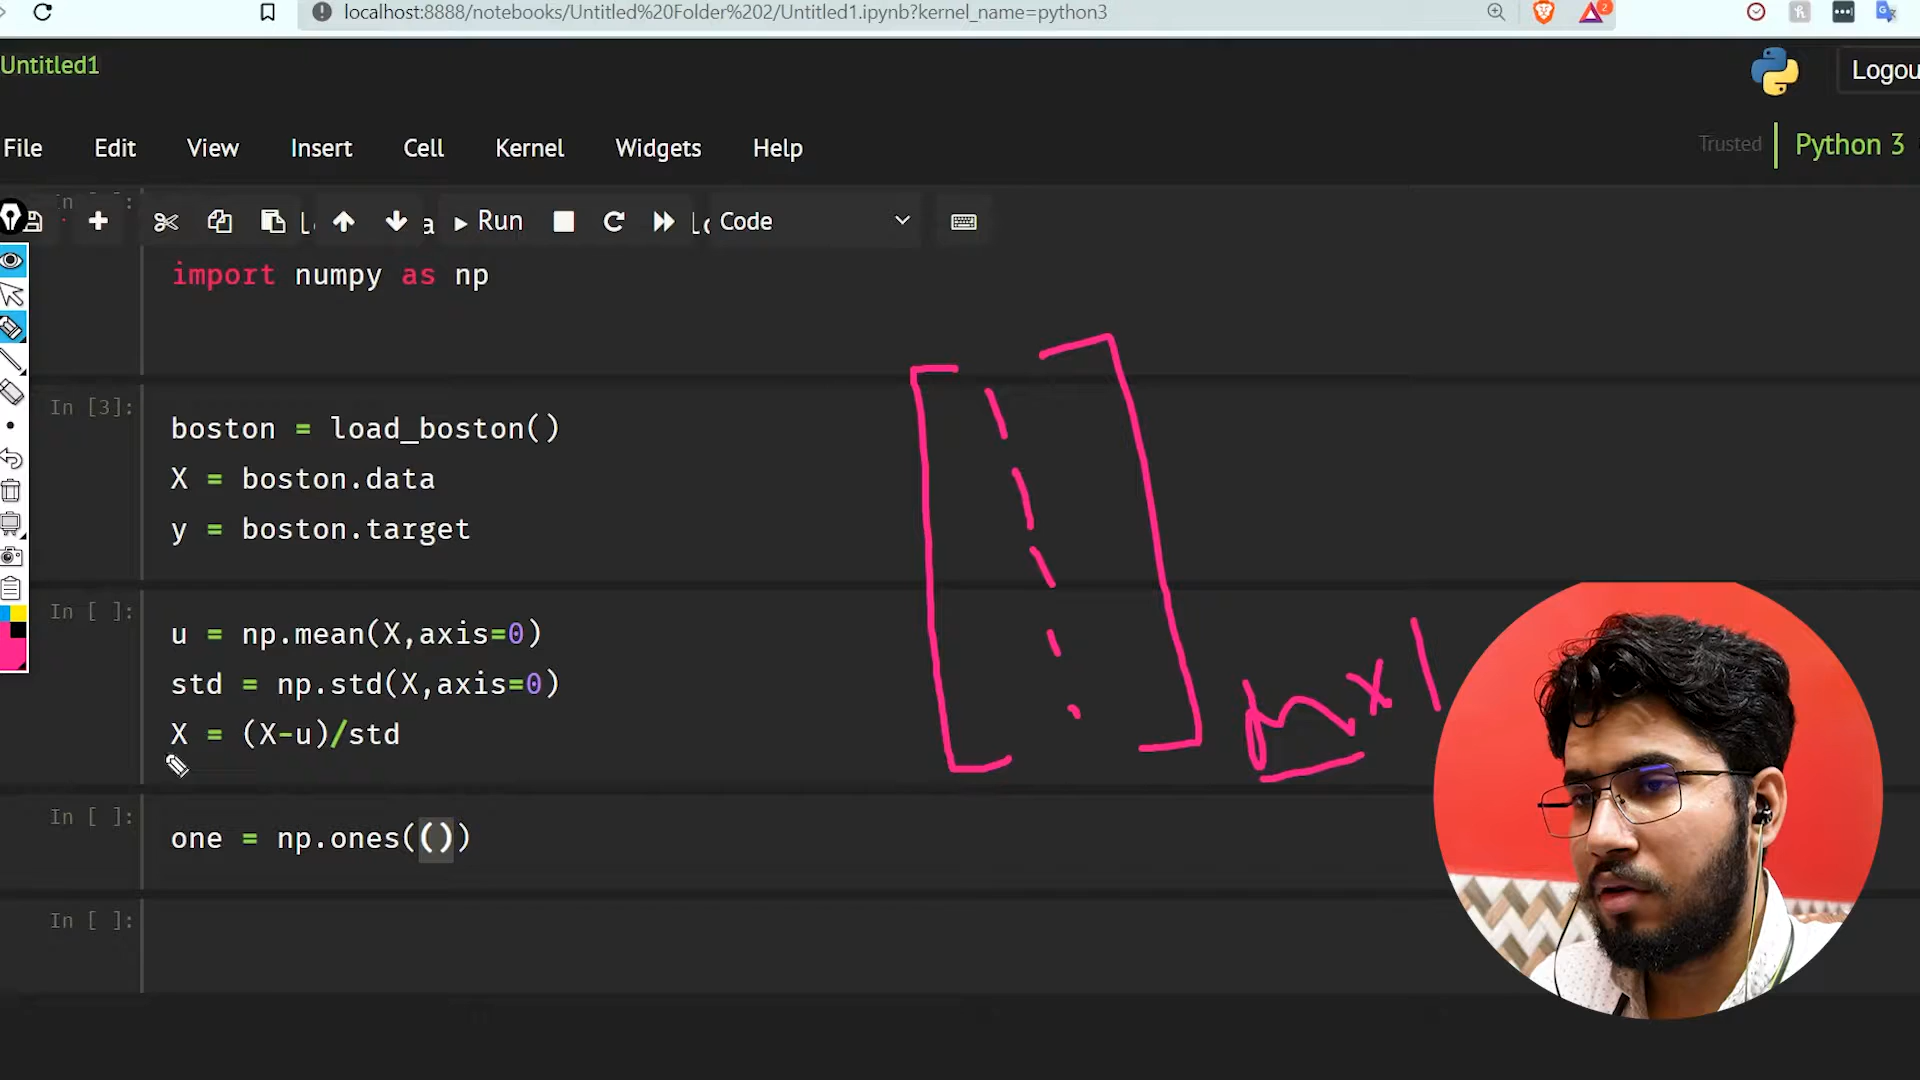 localhost:8888/notebooks/Untitled%20Folder%202/Untitled1.ipynb?kernel_name=python3
2
Untitled1
Logou
File Edit View Insert Cell Kernel Widgets Help
Trusted Python 3
Run Code
import numpy as np
In [3]:
boston = load_boston()
X = boston.data
y = boston.target
In [ ]:
u = np.mean(X,axis=0)
std = np.std(X,axis=0)
X = (X-u)/std
m x 1
In [ ]:
one = np.ones(())
In [ ]: